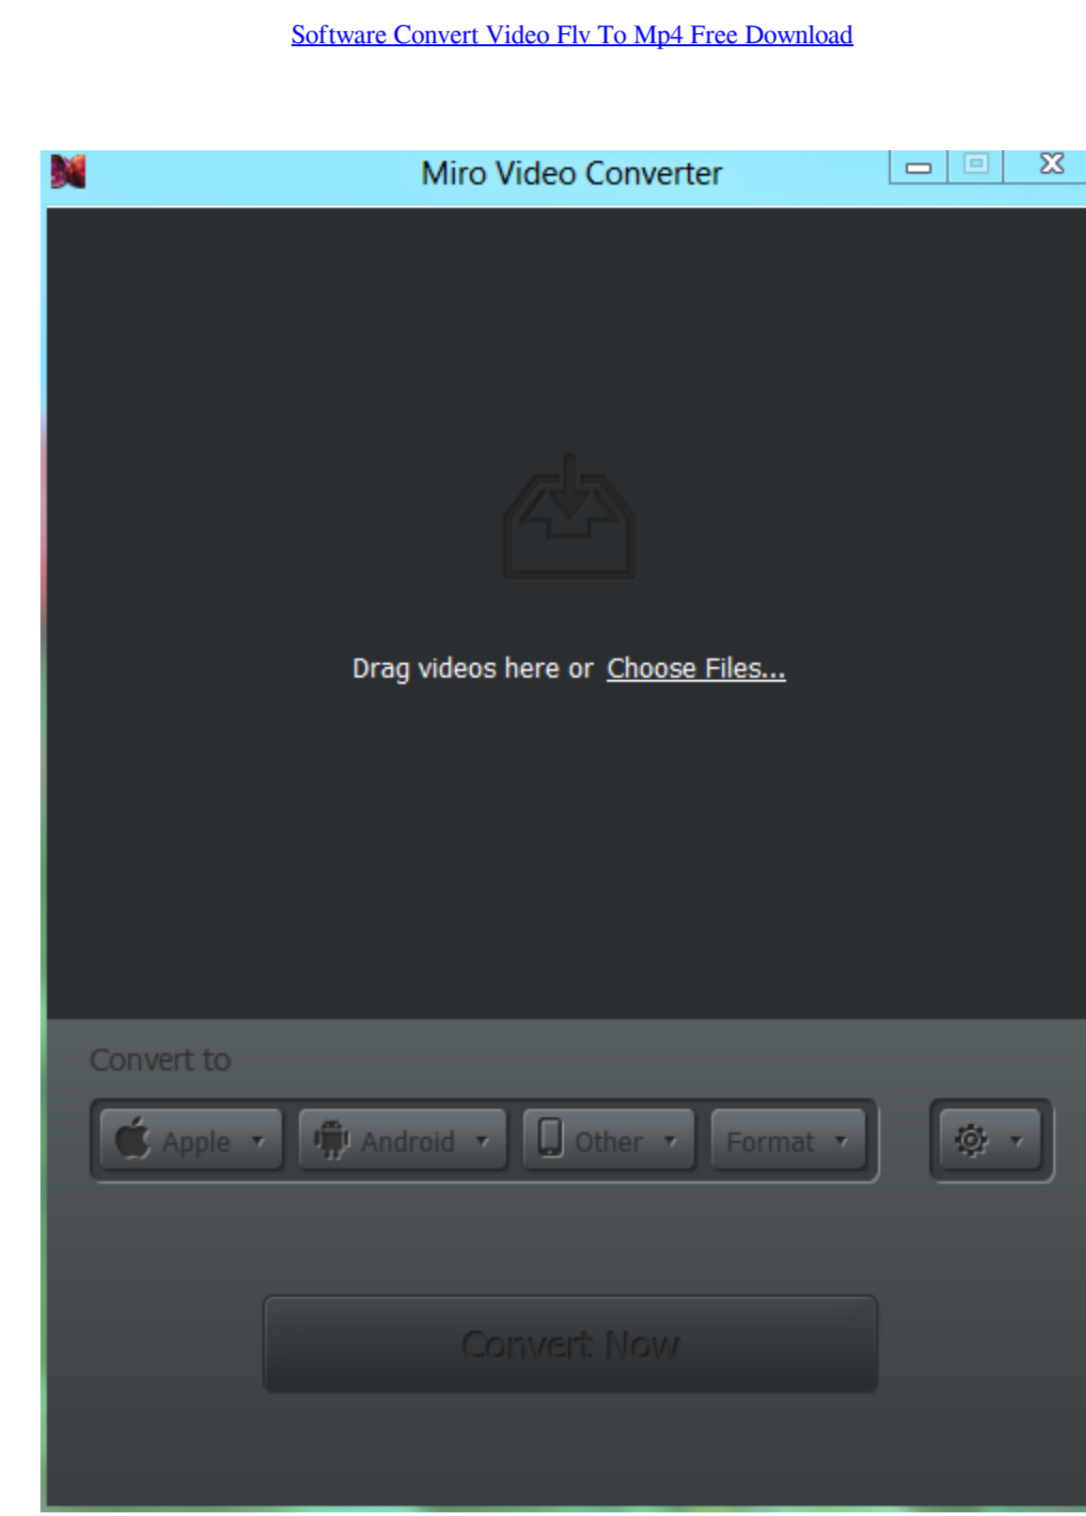 Software Convert Video Flv To Mp4 Free Download
Miro Video Converter
Drag videos here or Choose Files...
Convert to
Apple Android Other Format
Convert Now